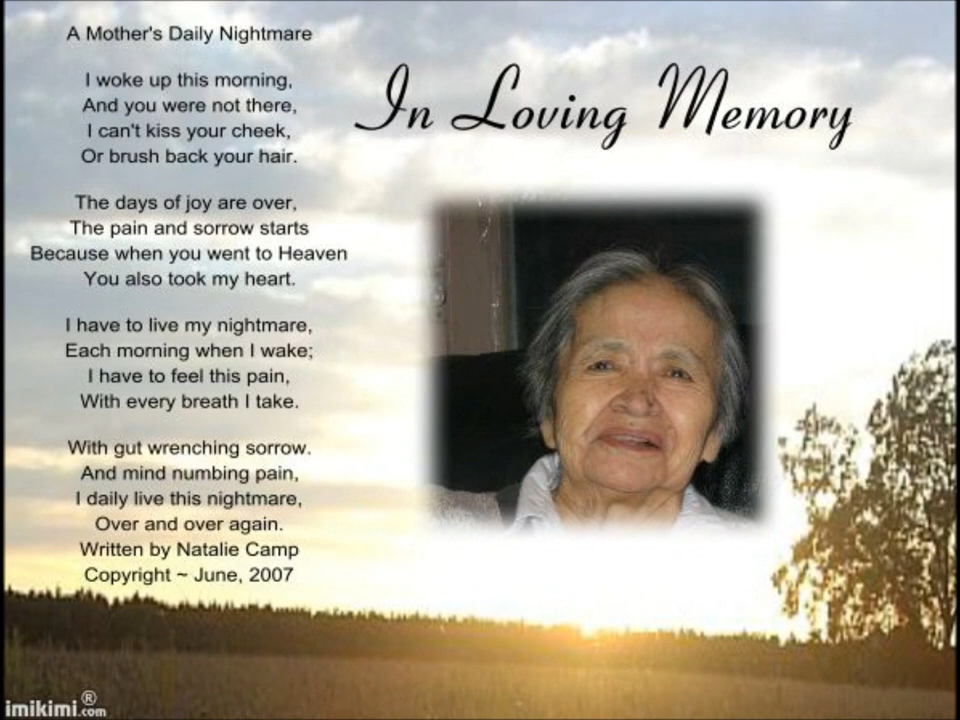 A Mother's Daily Nightmare
I woke up this morning,
And you were not there,
I can't kiss your cheek,
Or brush back your hair.
The days of joy are over,
The pain and sorrow starts
Because when you went to Heaven
You also took my heart.
I have to live my nightmare,
Each morning when I wake;
I have to feel this pain,
With every breath I take.
With gut wrenching sorrow.
And mind numbing pain,
I daily live this nightmare,
Over and over again.
Written by Natalie Camp
Copyright ~ June, 2007
In Loving Memory
imikimi.com®